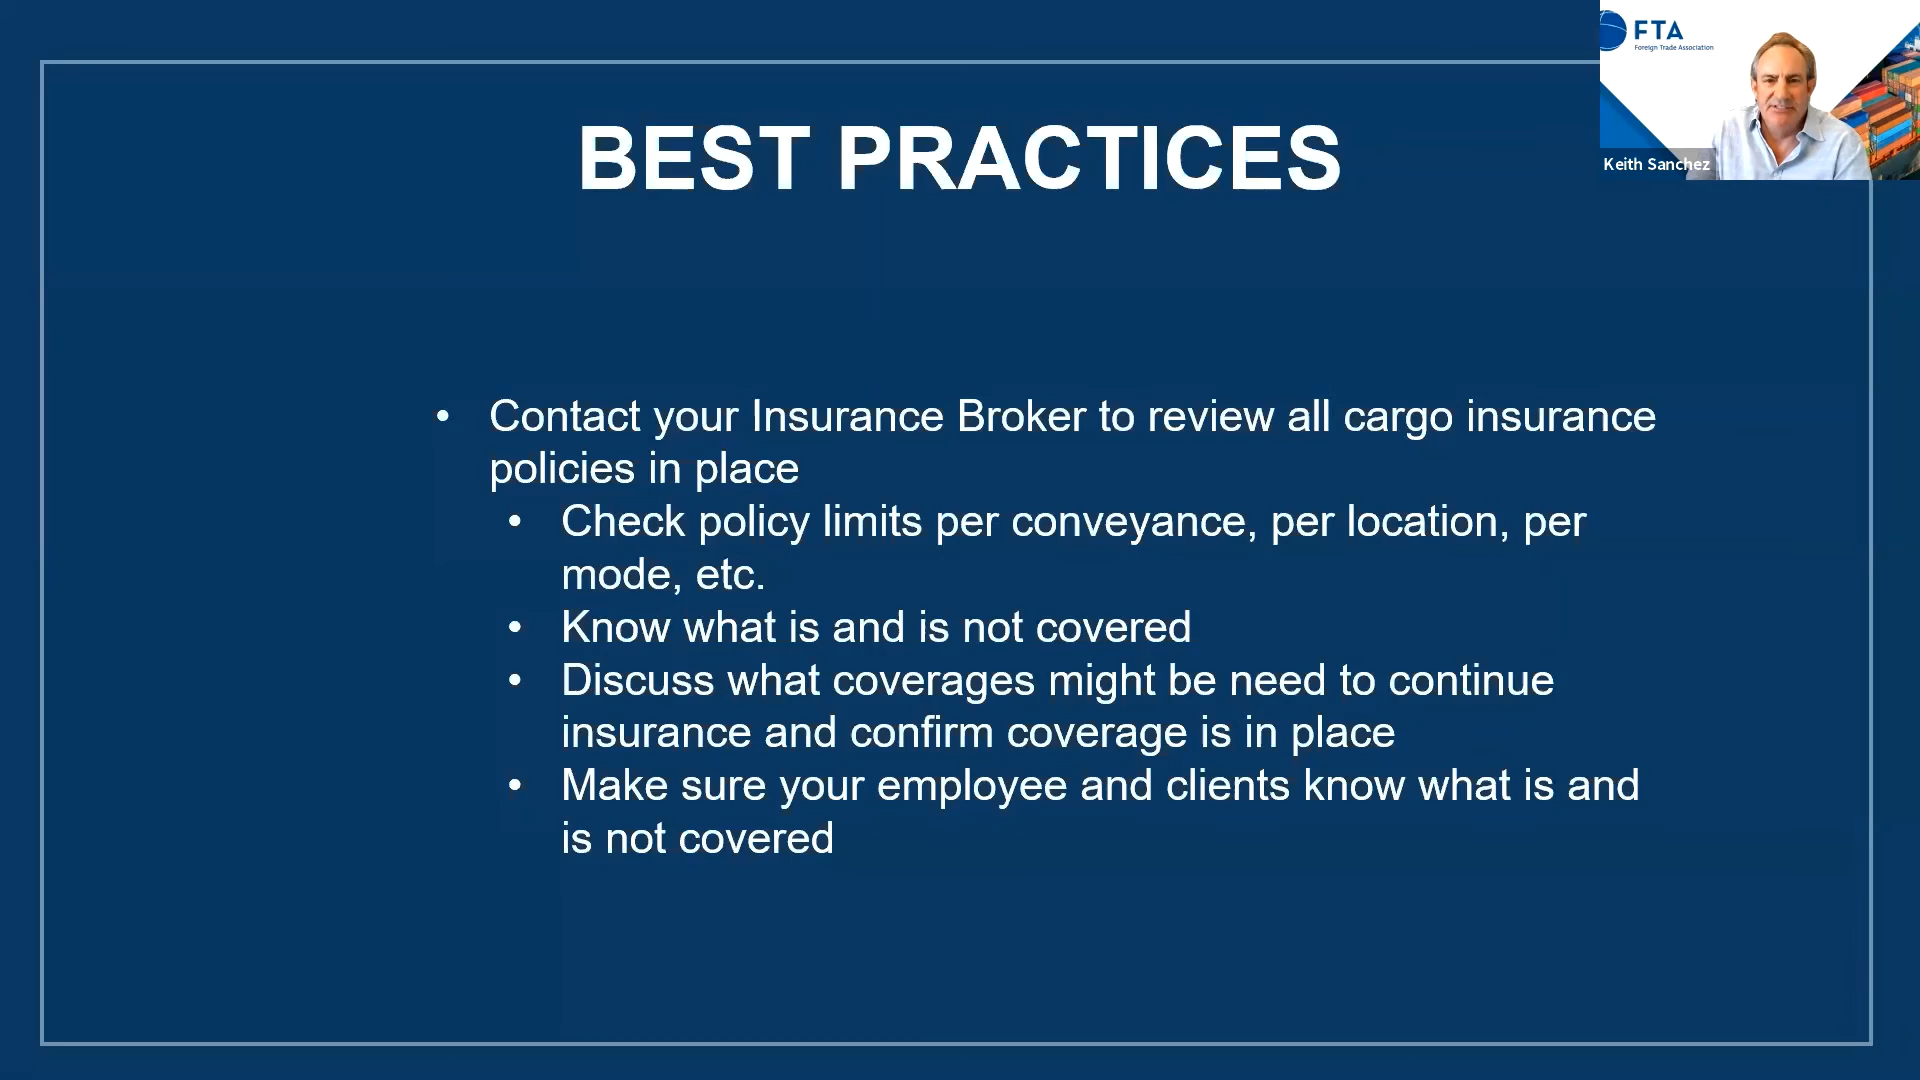 FTA
Foreign Trade Association
Keith Sanchez
BEST PRACTICES
• Contact your Insurance Broker to review all cargo insurance
policies in place
• Check policy limits per conveyance, per location, per
mode, etc.
• Know what is and is not covered
• Discuss what coverages might be need to continue
insurance and confirm coverage is in place
• Make sure your employee and clients know what is and
is not covered